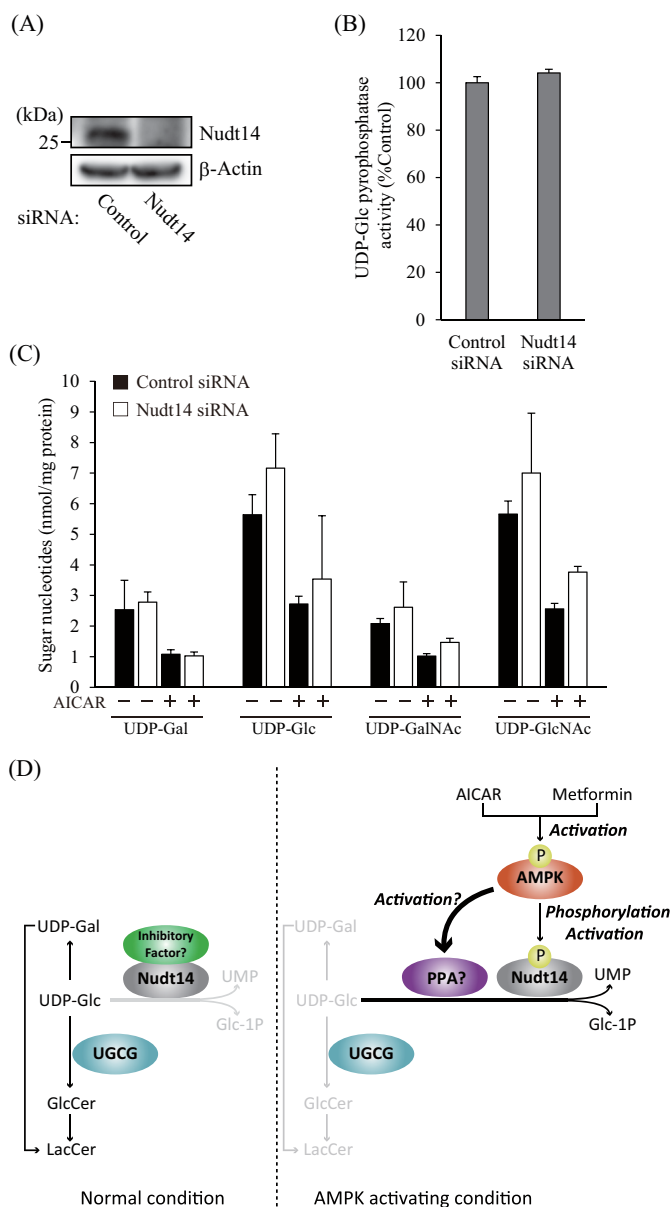 (A)
(kDa)
25
Nudt14
β-Actin
siRNA:
Control
Nudt14
(B)
UDP-Glc pyrophosphatase
activity (%Control)
120
100
80
60
40
20
0
Control
siRNA
Nudt14
siRNA
(C)
Sugar nucleotides (nmol/mg protein)
10
9
8
7
6
5
4
3
2
1
0
Control siRNA
Nudt14 siRNA
AICAR
− − + + − − + + − − + + − − + +
UDP-Gal UDP-Glc UDP-GalNAc UDP-GlcNAc
(D)
UDP-Gal
Inhibitory
Factor?
Nudt14
UMP
UDP-Glc
Glc-1P
UGCG
GlcCer
LacCer
Normal condition
AICAR Metformin
Activation
P
AMPK
Activation?
Phosphorylation
Activation
UDP-Gal
P
PPA?
Nudt14
UMP
UDP-Glc
Glc-1P
UGCG
GlcCer
LacCer
AMPK activating condition